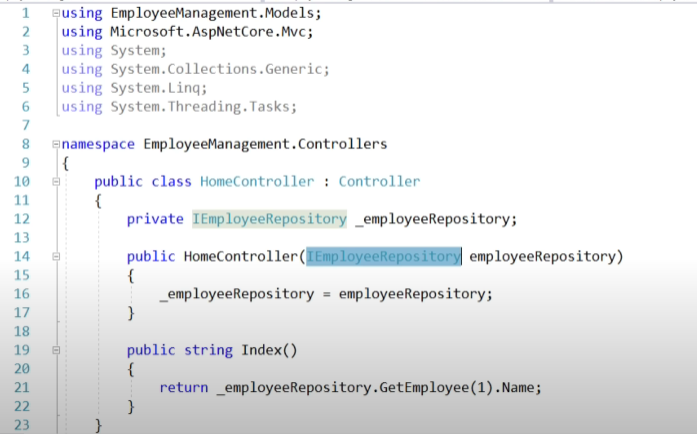 1 using EmployeeManagement.Models;
2 using Microsoft.AspNetCore.Mvc;
3 using System;
4 using System.Collections.Generic;
5 using System.Linq;
6 using System.Threading.Tasks;
7
8 namespace EmployeeManagement.Controllers
9 {
10 public class HomeController : Controller
11 {
12 private IEmployeeRepository _employeeRepository;
13
14 public HomeController(IEmployeeRepository employeeRepository)
15 {
16 _employeeRepository = employeeRepository;
17 }
18
19 public string Index()
20 {
21 return _employeeRepository.GetEmployee(1).Name;
22 }
23 }